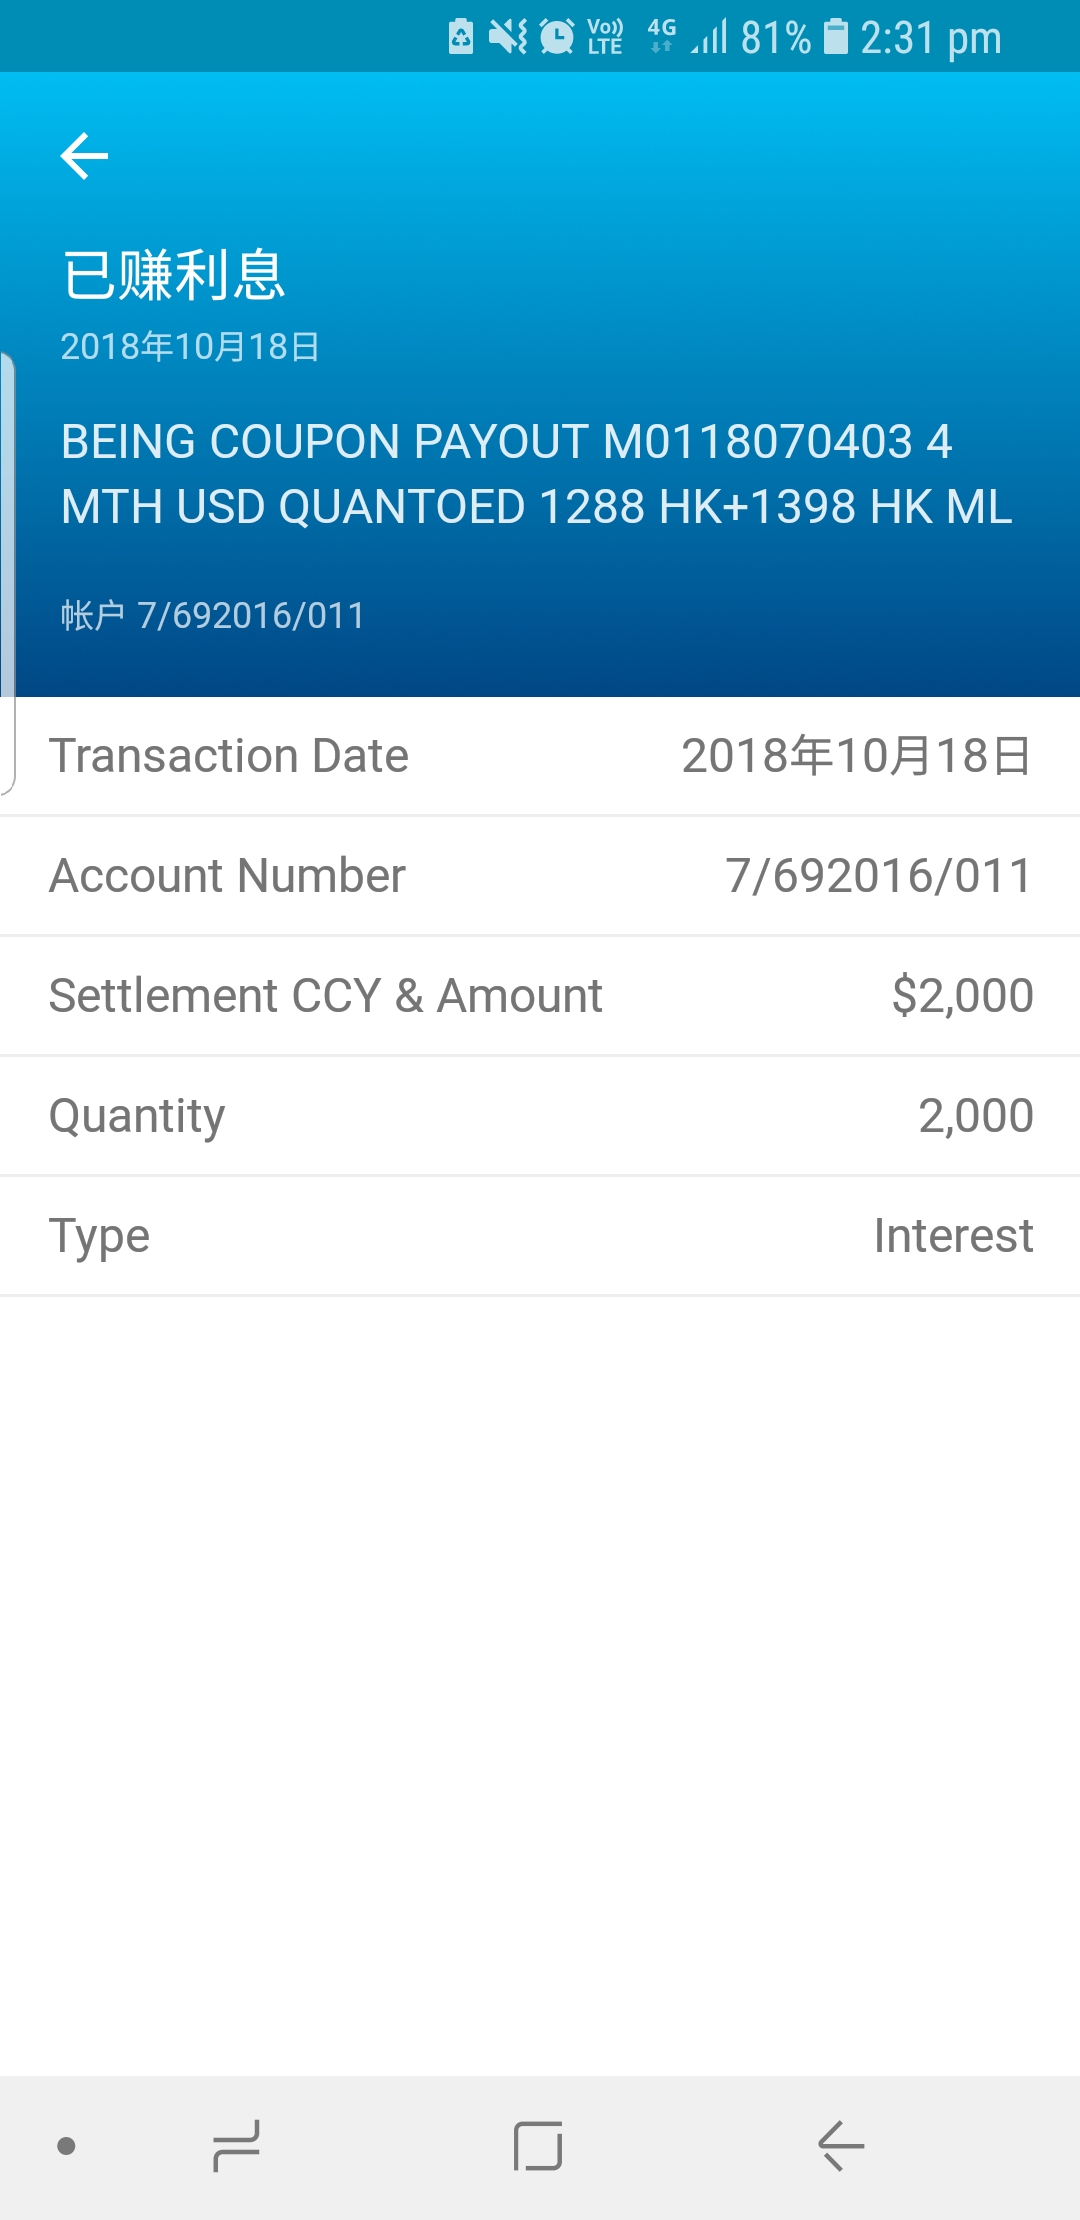 Vo)) LTE 4G 81% 2:31 pm
已赚利息
2018年10月18日
BEING COUPON PAYOUT M0118070403 4
MTH USD QUANTOED 1288 HK+1398 HK ML
帐户 7/692016/011
Transaction Date 2018年10月18日
Account Number 7/692016/011
Settlement CCY & Amount $2,000
Quantity 2,000
Type Interest